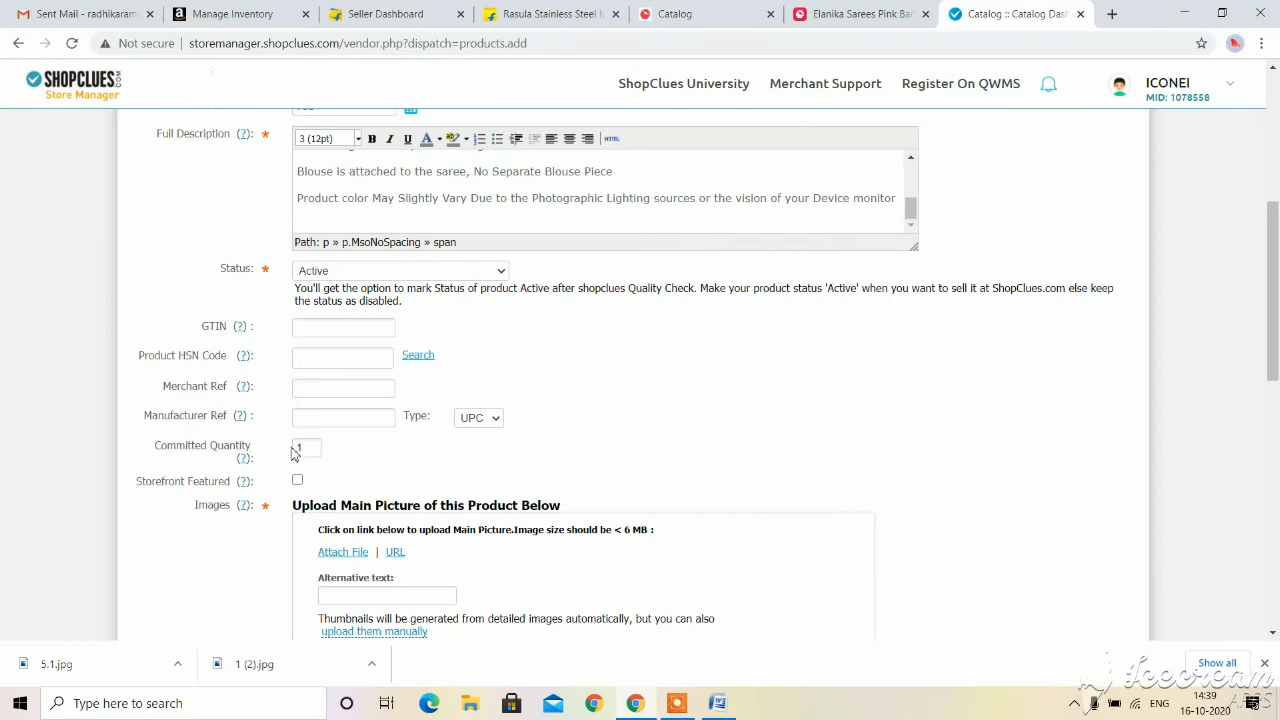 Sent Mail - radhikaram
Manage Inventory
Seller Dashboard
Rasula Stainless Steel
Catalog
Elanika Sarees Pink Ban
Catalog :: Catalog Dash
Not secure
storemanager.shopclues.com/vendor.php?dispatch=products.add
SHOPCLUES.COM
Store Manager
ShopClues University
Merchant Support
Register On QWMS
ICONEI
MID: 1078558
Full Description (?): *
3 (12pt)
B I U A HTML
Blouse is attached to the saree, No Separate Blouse Piece
Product color May Slightly Vary Due to the Photographic Lighting sources or the vision of your Device monitor
Path: p » p.MsoNoSpacing » span
Status: * Active
You'll get the option to mark Status of product Active after shopclues Quality Check. Make your product status 'Active' when you want to sell it at ShopClues.com else keep
the status as disabled.
GTIN (?) :
Product HSN Code (?): Search
Merchant Ref (?):
Manufacturer Ref (?) : Type: UPC
Committed Quantity
(?): 1
Storefront Featured (?):
Images (?): * Upload Main Picture of this Product Below
Click on link below to upload Main Picture.Image size should be < 6 MB :
Attach File | URL
Alternative text:
Thumbnails will be generated from detailed images automatically, but you can also
upload them manually
5.1.jpg
1 (2).jpg
Show all
Icecream
APPS
Type here to search
ENG
14:39
16-10-2020